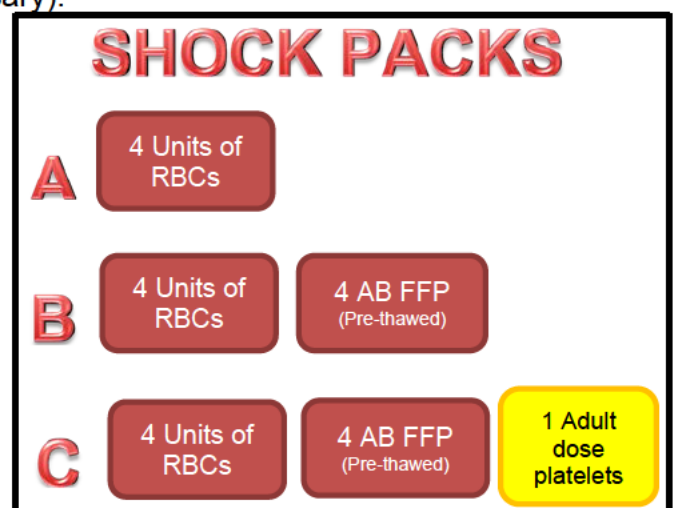 ary).
SHOCK PACKS
A
4 Units of
RBCs
B
4 Units of
RBCs
4 AB FFP
(Pre-thawed)
C
4 Units of
RBCs
4 AB FFP
(Pre-thawed)
1 Adult
dose
platelets